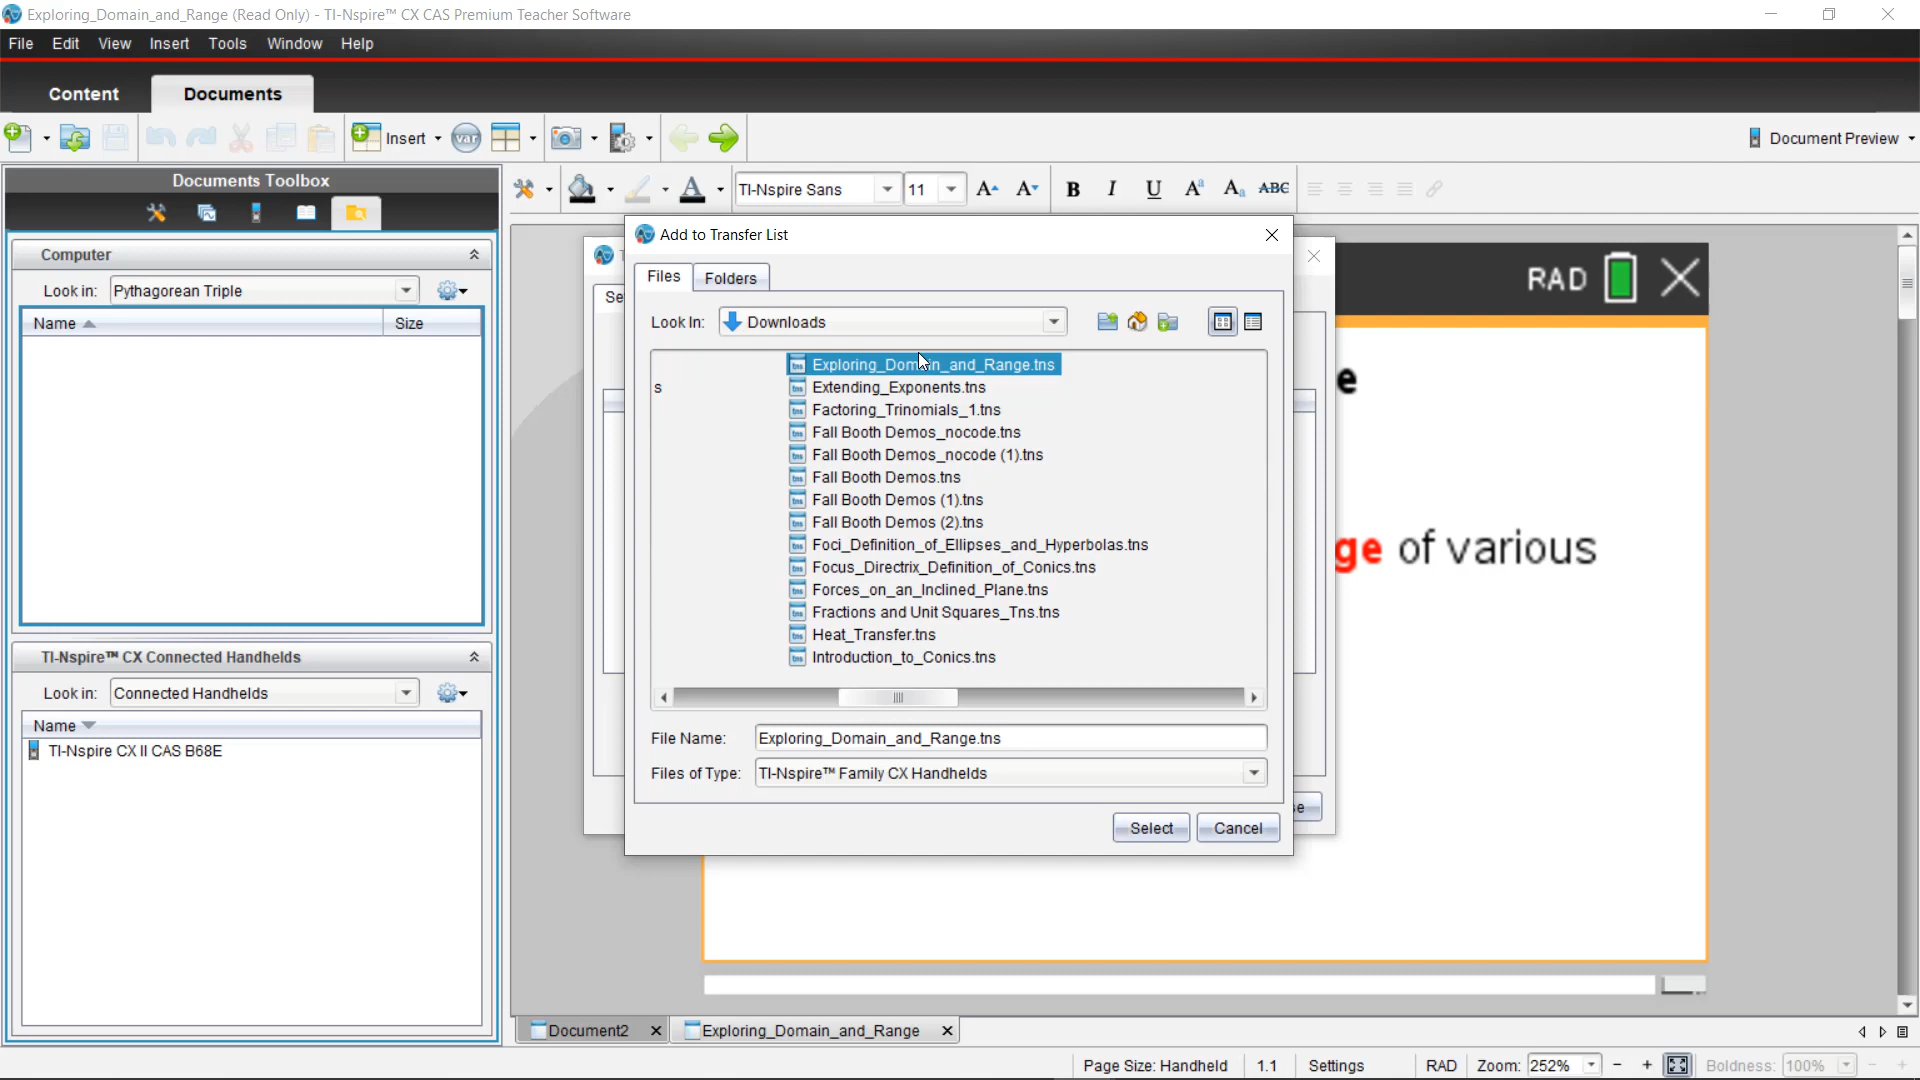 Exploring_Domain_and_Range (Read Only) - TI-Nspire™ CX CAS Premium Teacher Software
File Edit View Insert Tools Window Help
Content Documents
Insert var Document Preview
Documents Toolbox
TI-Nspire Sans 11 A A B I U Aa Aa ABC
Computer
Look in: Pythagorean Triple
Name Size
TI-Nspire™ CX Connected Handhelds
Look in: Connected Handhelds
Name
TI-Nspire CX II CAS B68E
Add to Transfer List
Files Folders
Look In: Downloads
s
Exploring_Domain_and_Range.tns
Extending_Exponents.tns
Factoring_Trinomials_1.tns
Fall Booth Demos_nocode.tns
Fall Booth Demos_nocode (1).tns
Fall Booth Demos.tns
Fall Booth Demos (1).tns
Fall Booth Demos (2).tns
Foci_Definition_of_Ellipses_and_Hyperbolas.tns
Focus_Directrix_Definition_of_Conics.tns
Forces_on_an_Inclined_Plane.tns
Fractions and Unit Squares_Tns.tns
Heat_Transfer.tns
Introduction_to_Conics.tns
File Name: Exploring_Domain_and_Range.tns
Files of Type: TI-Nspire™ Family CX Handhelds
Select Cancel
T
Se
se
RAD
e
ge of various
Document2 Exploring_Domain_and_Range
Page Size: Handheld 1.1 Settings RAD Zoom: 252% - + Boldness: 100% - +